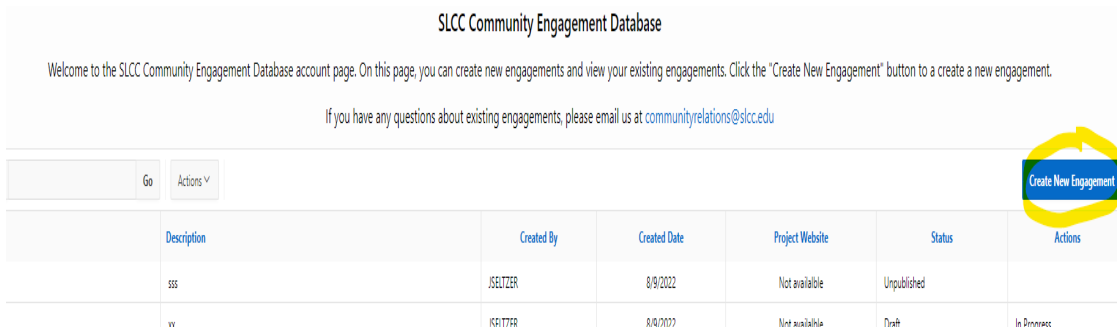 SLCC Community Engagement Database
Welcome to the SLCC Community Engagement Database account page. On this page, you can create new engagements and view your existing engagements. Click the "Create New Engagement" button to a create a new engagement.
If you have any questions about existing engagements, please email us at communityrelations@slcc.edu
Go Actions Create New Engagement
Description Created By Created Date Project Website Status Actions
sss JSELTZER 8/9/2022 Not availalble Unpublished
JSELTZER 8/9/2022 Not availalble Draft In Progress